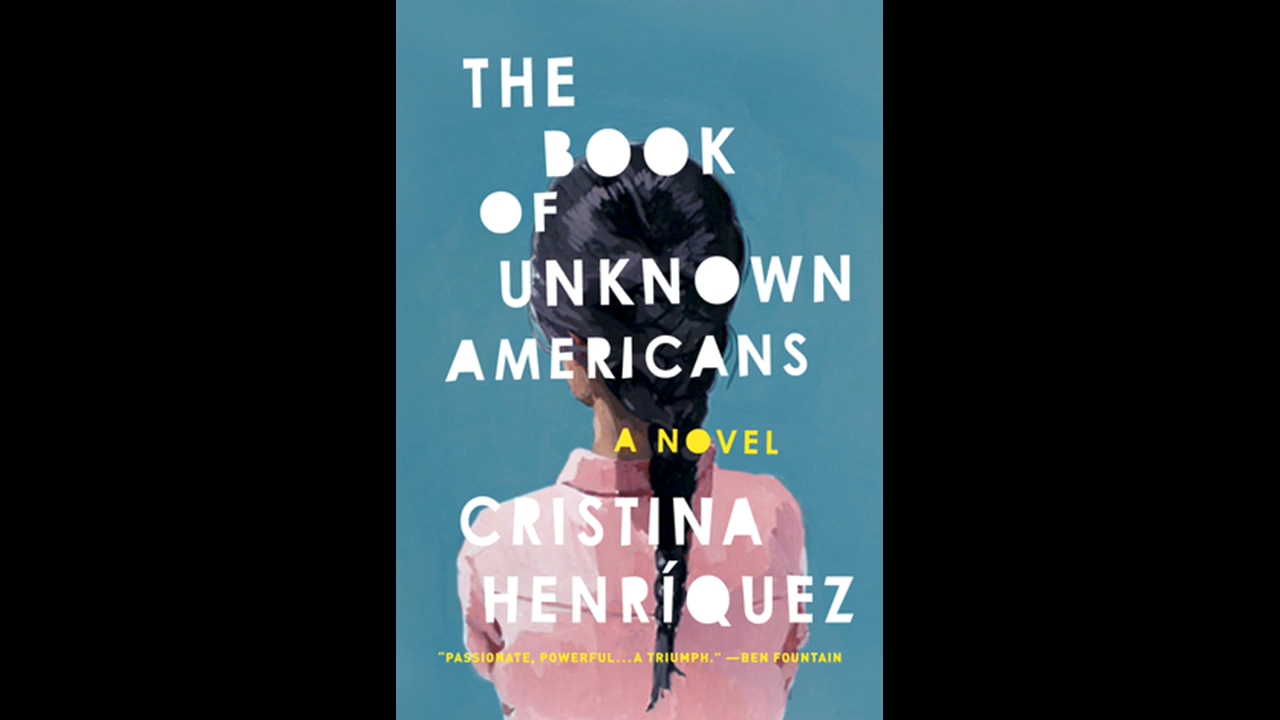 THE
BOOK
OF
UNKNOWN
AMERICANS
A NOVEL
CRISTINA
HENRÍQUEZ
“PASSIONATE, POWERFUL...A TRIUMPH.” —BEN FOUNTAIN